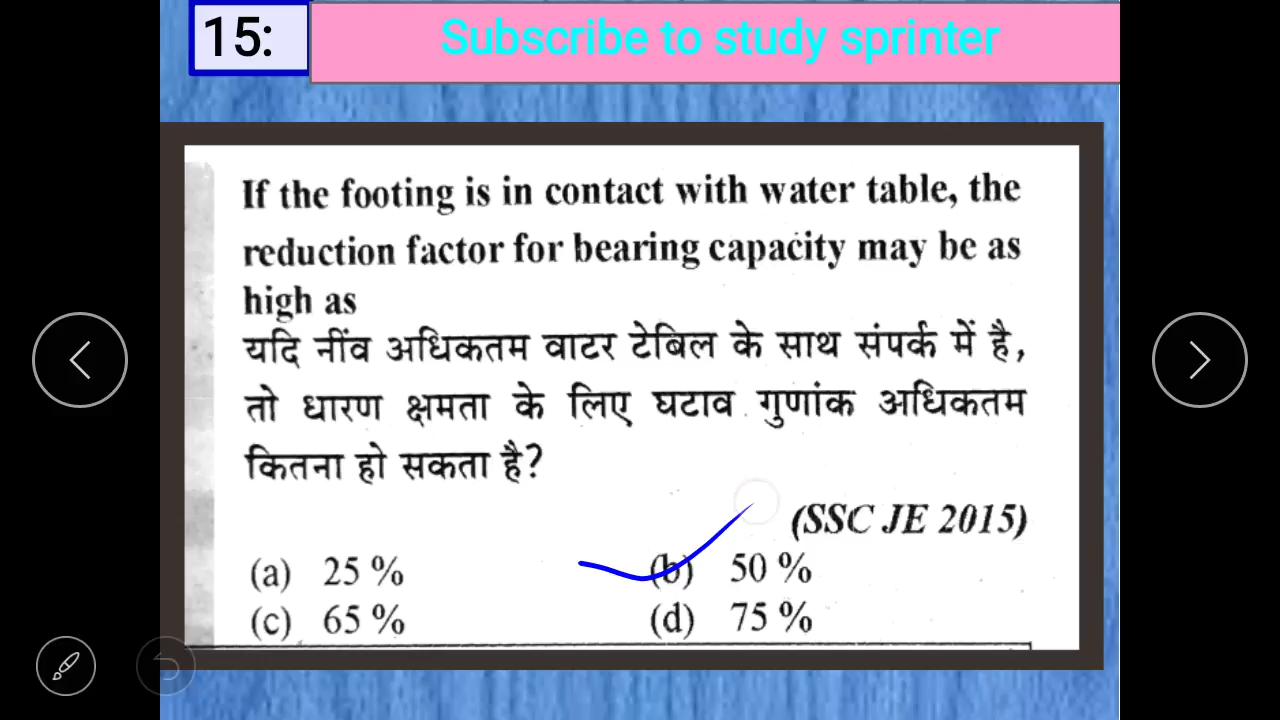 15:
Subscribe to study sprinter
If the footing is in contact with water table, the
reduction factor for bearing capacity may be as
high as
यदि नींव अधिकतम वाटर टेबिल के साथ संपर्क में है,
तो धारण क्षमता के लिए घटाव गुणांक अधिकतम
कितना हो सकता है?
(SSC JE 2015)
(a) 25 % (b) 50 %
(c) 65 % (d) 75 %